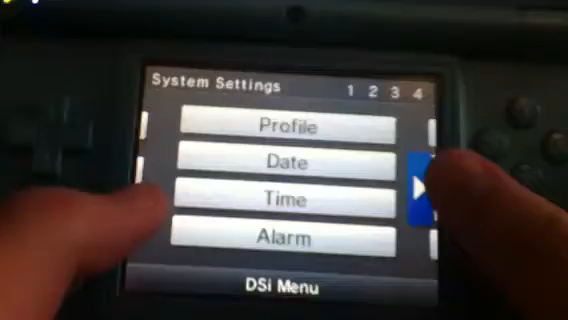 System Settings 1 2 3 4
Profile
Date
Time
Alarm
DSi Menu